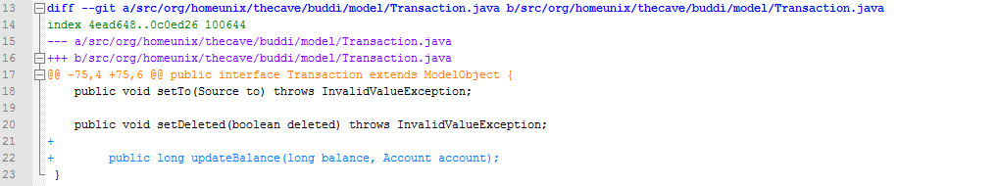 13 diff --git a/src/org/homeunix/thecave/buddi/model/Transaction.java b/src/org/homeunix/thecave/buddi/model/Transaction.java
14 index 4ead648..0c0ed26 100644
15 --- a/src/org/homeunix/thecave/buddi/model/Transaction.java
16 +++ b/src/org/homeunix/thecave/buddi/model/Transaction.java
17 @@ -75,4 +75,6 @@ public interface Transaction extends ModelObject {
18     public void setTo(Source to) throws InvalidValueException;
19
20     public void setDeleted(boolean deleted) throws InvalidValueException;
21 +
22 +        public long updateBalance(long balance, Account account);
23  }